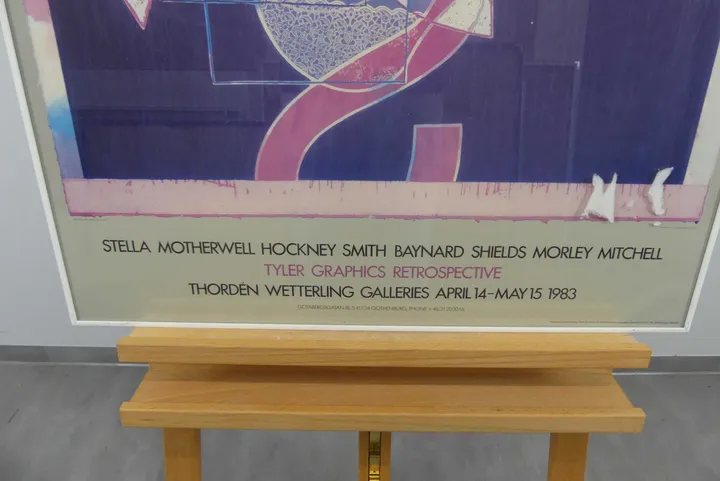 STELLA MOTHERWELL HOCKNEY SMITH BAYNARD SHIELDS MORLEY MITCHELL
TYLER GRAPHICS RETROSPECTIVE
THORDÉN WETTERLING GALLERIES APRIL 14–MAY 15 1983